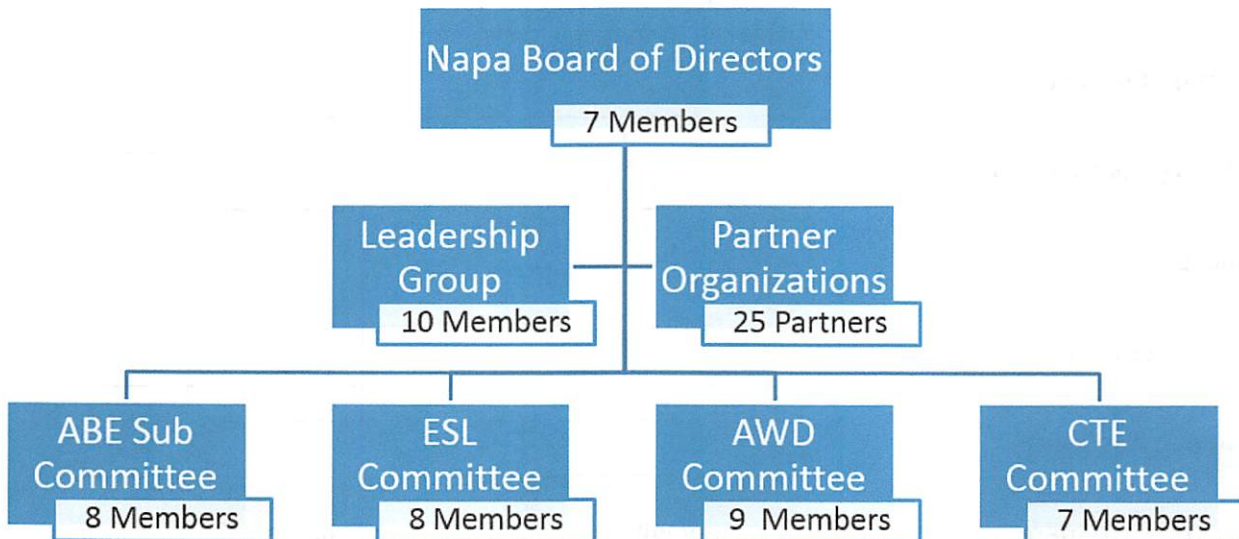 Napa Board of Directors
7 Members
Leadership
Group
10 Members
Partner
Organizations
25 Partners
ABE Sub
Committee
8 Members
ESL
Committee
8 Members
AWD
Committee
9 Members
CTE
Committee
7 Members